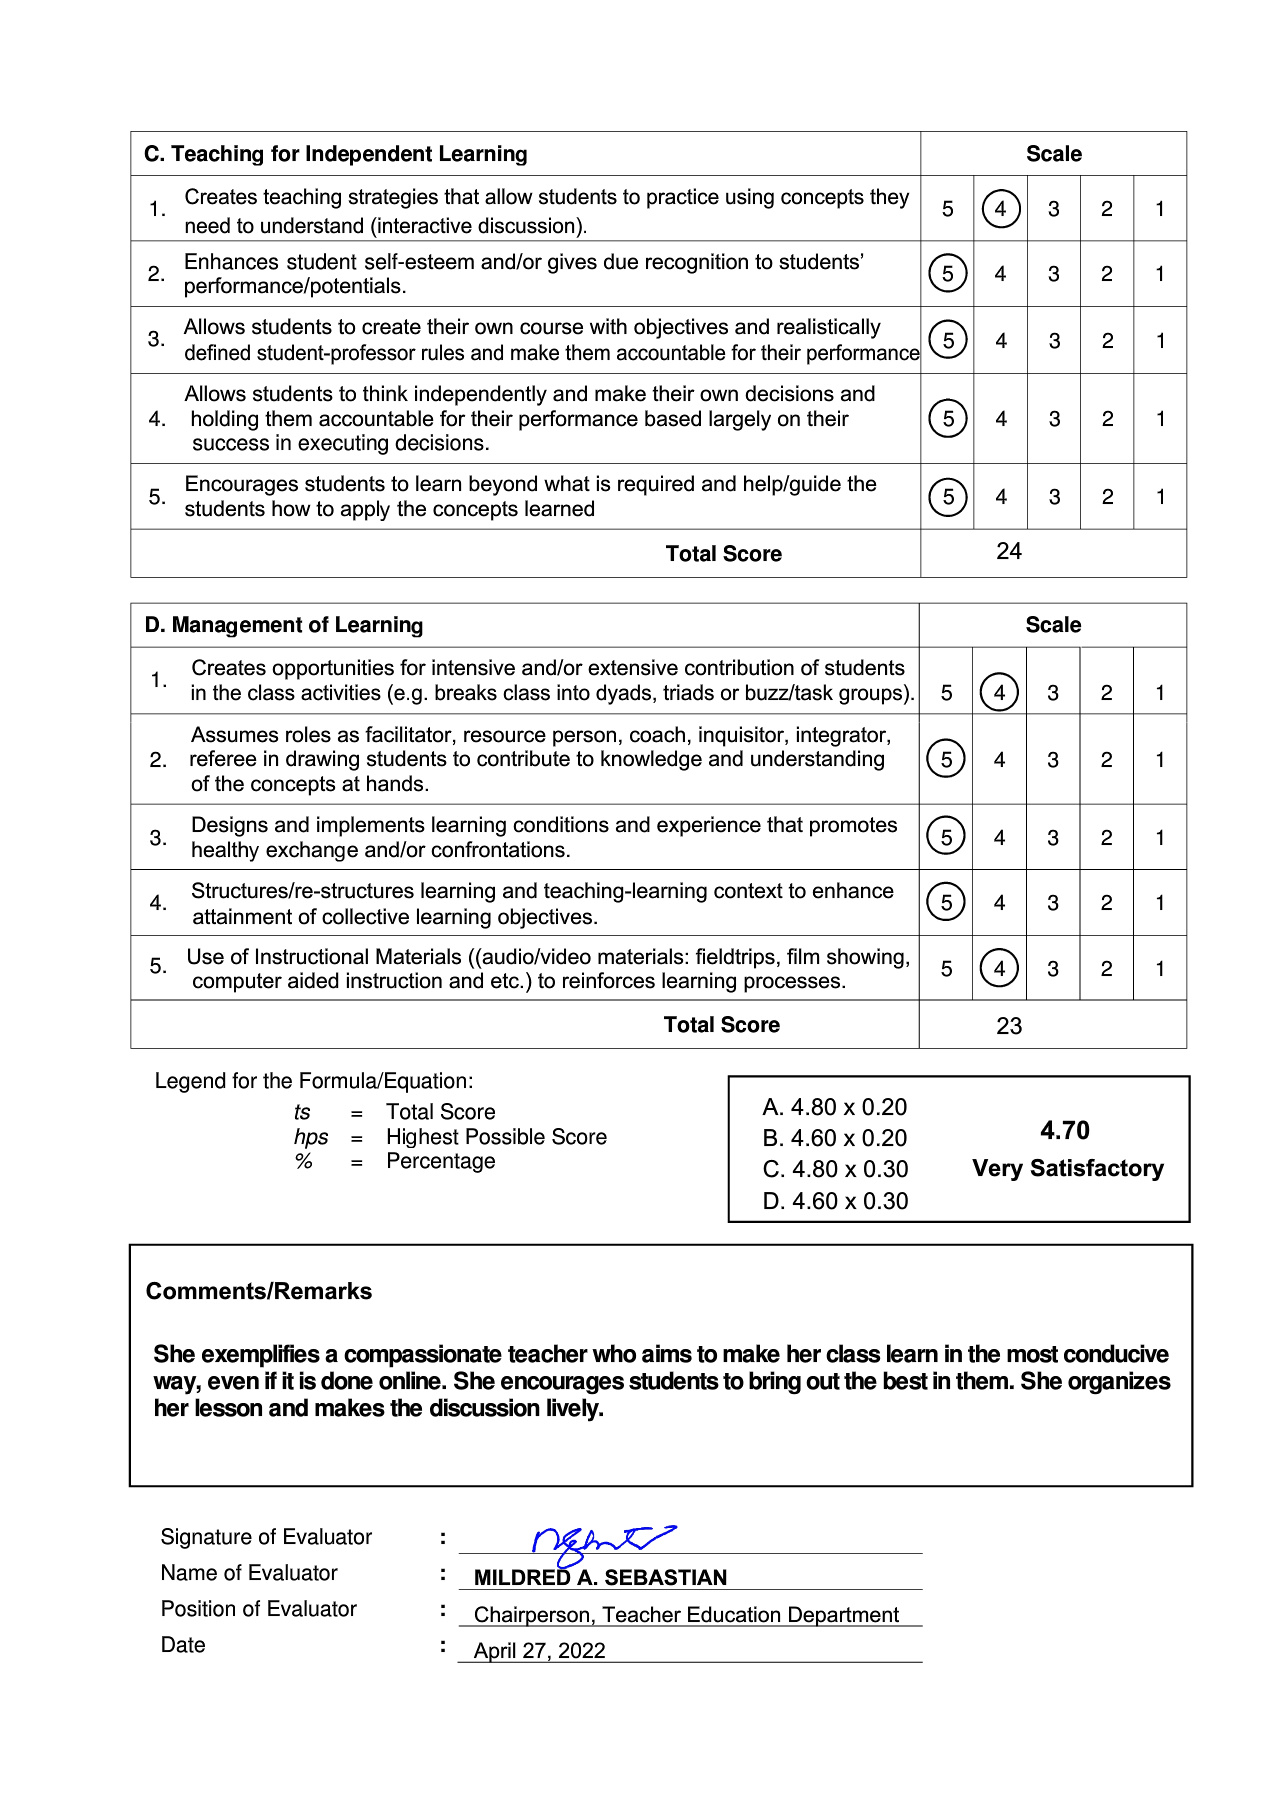 C. Teaching for Independent Learning Scale
1. Creates teaching strategies that allow students to practice using concepts they
need to understand (interactive discussion). 5 4 3 2 1
2. Enhances student self-esteem and/or gives due recognition to students’
performance/potentials. 5 4 3 2 1
3. Allows students to create their own course with objectives and realistically
defined student-professor rules and make them accountable for their performance 5 4 3 2 1
4. Allows students to think independently and make their own decisions and
holding them accountable for their performance based largely on their
success in executing decisions. 5 4 3 2 1
5. Encourages students to learn beyond what is required and help/guide the
students how to apply the concepts learned 5 4 3 2 1
Total Score 24
D. Management of Learning Scale
1. Creates opportunities for intensive and/or extensive contribution of students
in the class activities (e.g. breaks class into dyads, triads or buzz/task groups). 5 4 3 2 1
2. Assumes roles as facilitator, resource person, coach, inquisitor, integrator,
referee in drawing students to contribute to knowledge and understanding
of the concepts at hands. 5 4 3 2 1
3. Designs and implements learning conditions and experience that promotes
healthy exchange and/or confrontations. 5 4 3 2 1
4. Structures/re-structures learning and teaching-learning context to enhance
attainment of collective learning objectives. 5 4 3 2 1
5. Use of Instructional Materials ((audio/video materials: fieldtrips, film showing,
computer aided instruction and etc.) to reinforces learning processes. 5 4 3 2 1
Total Score 23
Legend for the Formula/Equation:
ts = Total Score
hps = Highest Possible Score
% = Percentage
A. 4.80 x 0.20
B. 4.60 x 0.20
C. 4.80 x 0.30
D. 4.60 x 0.30
4.70
Very Satisfactory
Comments/Remarks
She exemplifies a compassionate teacher who aims to make her class learn in the most conducive
way, even if it is done online. She encourages students to bring out the best in them. She organizes
her lesson and makes the discussion lively.
Signature of Evaluator :
Name of Evaluator : MILDRED A. SEBASTIAN
Position of Evaluator : Chairperson, Teacher Education Department
Date : April 27, 2022